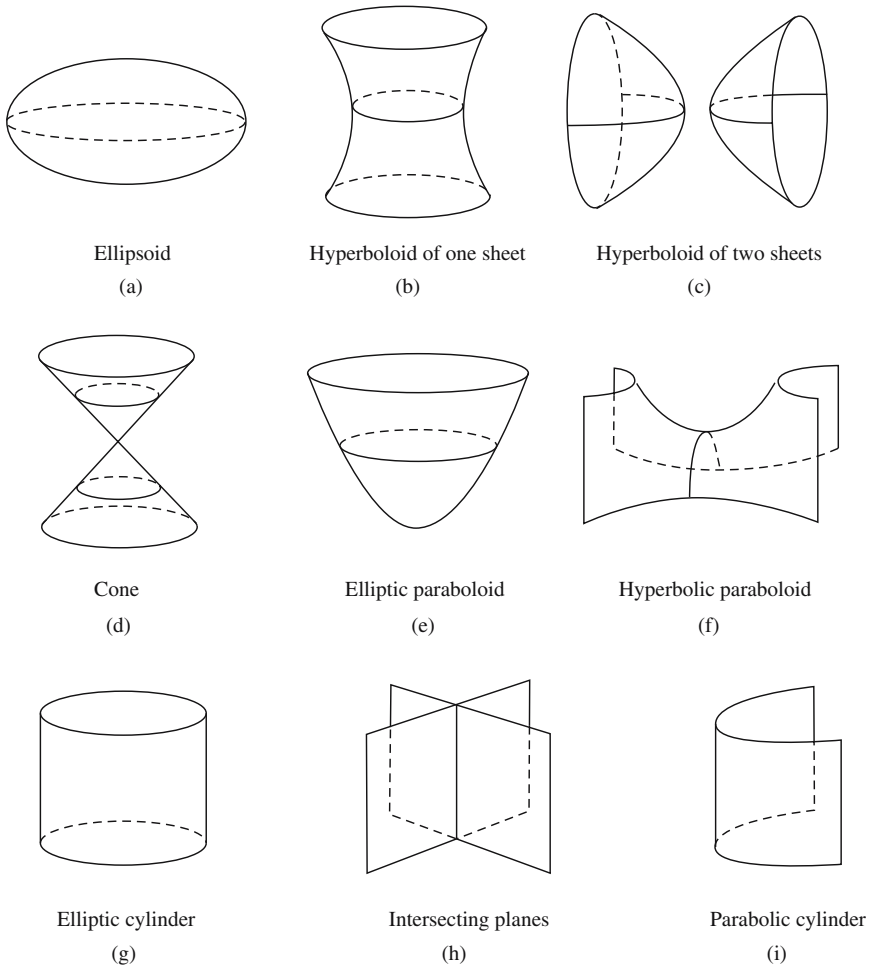 Ellipsoid
Hyperboloid of one sheet
Hyperboloid of two sheets
(a)
(b)
(c)
Cone
Elliptic paraboloid
Hyperbolic paraboloid
(d)
(e)
(f)
Elliptic cylinder
Intersecting planes
Parabolic cylinder
(g)
(h)
(i)